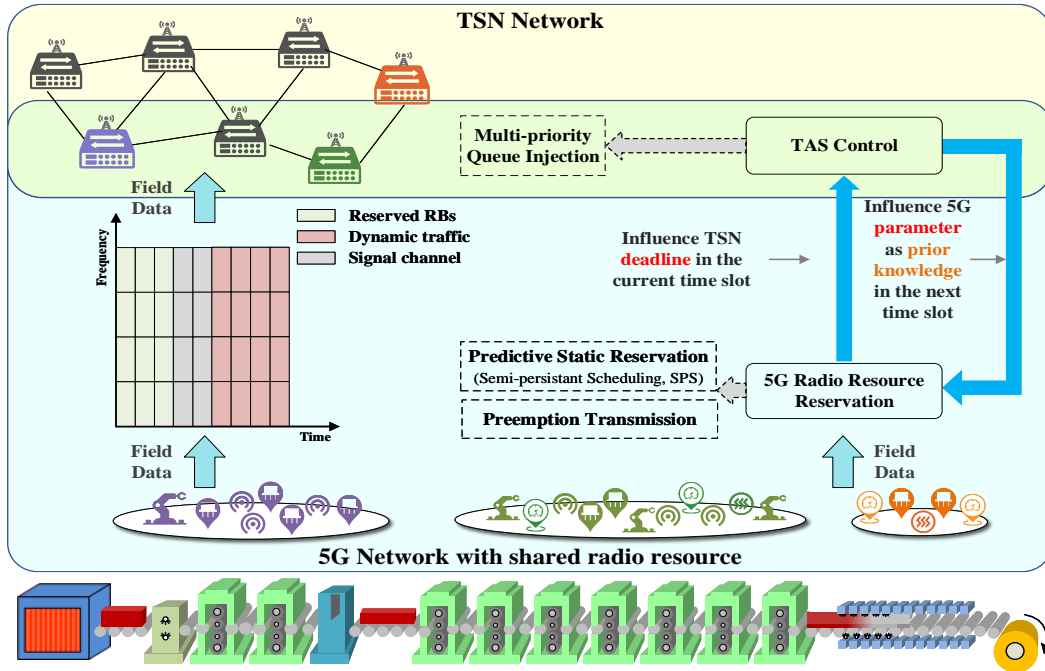 TSN Network
Multi-priority
Queue Injection
TAS Control
Field
Data
Reserved RBs
Dynamic traffic
Signal channel
Frequency
Time
Influence TSN
deadline in the
current time slot
Influence 5G
parameter
as prior
knowledge
in the next
time slot
Predictive Static Reservation
(Semi-persistant Scheduling, SPS)
Preemption Transmission
5G Radio Resource
Reservation
Field
Data
Field
Data
5G Network with shared radio resource